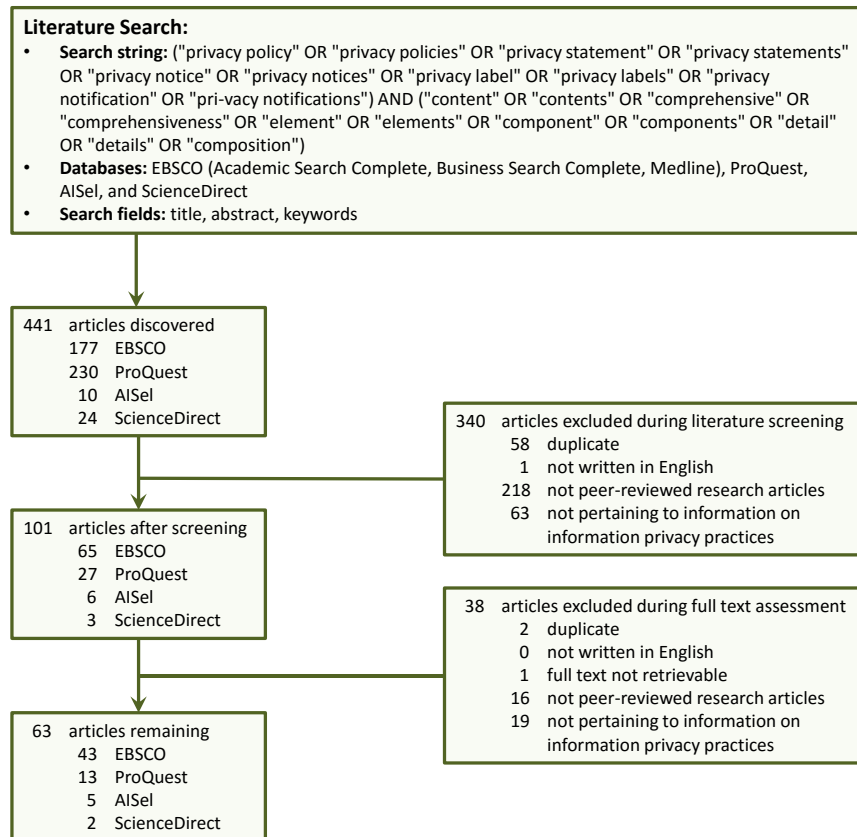 Literature Search:
• Search string: ("privacy policy" OR "privacy policies" OR "privacy statement" OR "privacy statements"
OR "privacy notice" OR "privacy notices" OR "privacy label" OR "privacy labels" OR "privacy
notification" OR "pri-vacy notifications") AND ("content" OR "contents" OR "comprehensive" OR
"comprehensiveness" OR "element" OR "elements" OR "component" OR "components" OR "detail"
OR "details" OR "composition")
• Databases: EBSCO (Academic Search Complete, Business Search Complete, Medline), ProQuest,
AISel, and ScienceDirect
• Search fields: title, abstract, keywords
441 articles discovered
177 EBSCO
230 ProQuest
10 AISel
24 ScienceDirect
340 articles excluded during literature screening
58 duplicate
1 not written in English
218 not peer-reviewed research articles
63 not pertaining to information on
information privacy practices
101 articles after screening
65 EBSCO
27 ProQuest
6 AISel
3 ScienceDirect
38 articles excluded during full text assessment
2 duplicate
0 not written in English
1 full text not retrievable
16 not peer-reviewed research articles
19 not pertaining to information on
information privacy practices
63 articles remaining
43 EBSCO
13 ProQuest
5 AISel
2 ScienceDirect